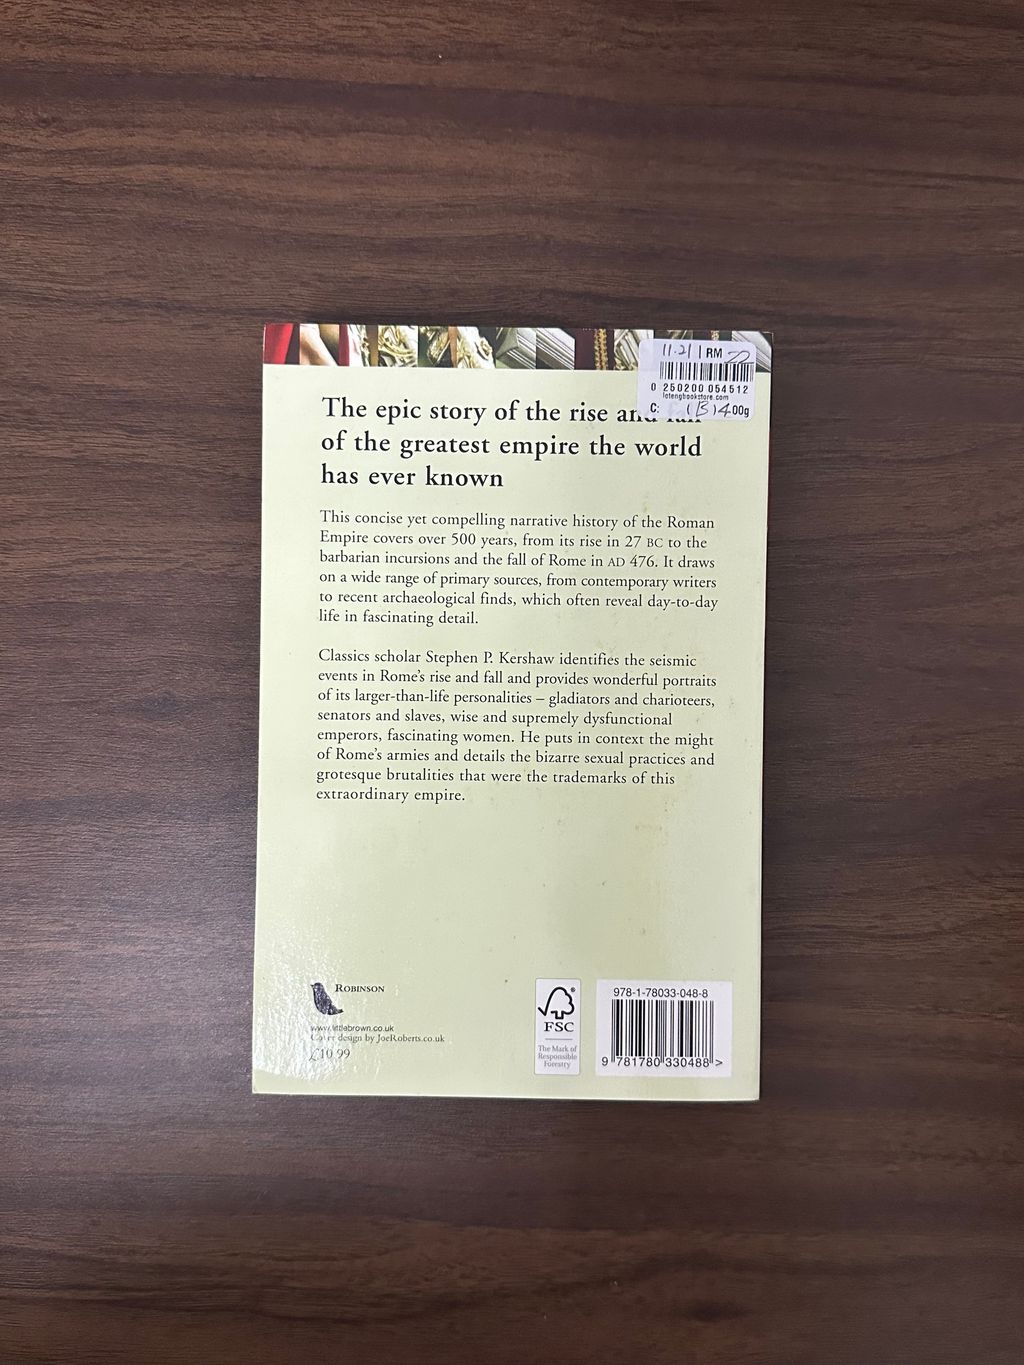 11.21 | RM 22
0 250200 054512
lotengbookstore.com
C: (B) 400g
The epic story of the rise and fall
of the greatest empire the world
has ever known
This concise yet compelling narrative history of the Roman
Empire covers over 500 years, from its rise in 27 BC to the
barbarian incursions and the fall of Rome in AD 476. It draws
on a wide range of primary sources, from contemporary writers
to recent archaeological finds, which often reveal day-to-day
life in fascinating detail.
Classics scholar Stephen P. Kershaw identifies the seismic
events in Rome's rise and fall and provides wonderful portraits
of its larger-than-life personalities – gladiators and charioteers,
senators and slaves, wise and supremely dysfunctional
emperors, fascinating women. He puts in context the might
of Rome's armies and details the bizarre sexual practices and
grotesque brutalities that were the trademarks of this
extraordinary empire.
ROBINSON
www.littlebrown.co.uk
Cover design by JoeRoberts.co.uk
£10.99
®
FSC
The Mark of
Responsible
Forestry
978-1-78033-048-8
9 781780 330488 >